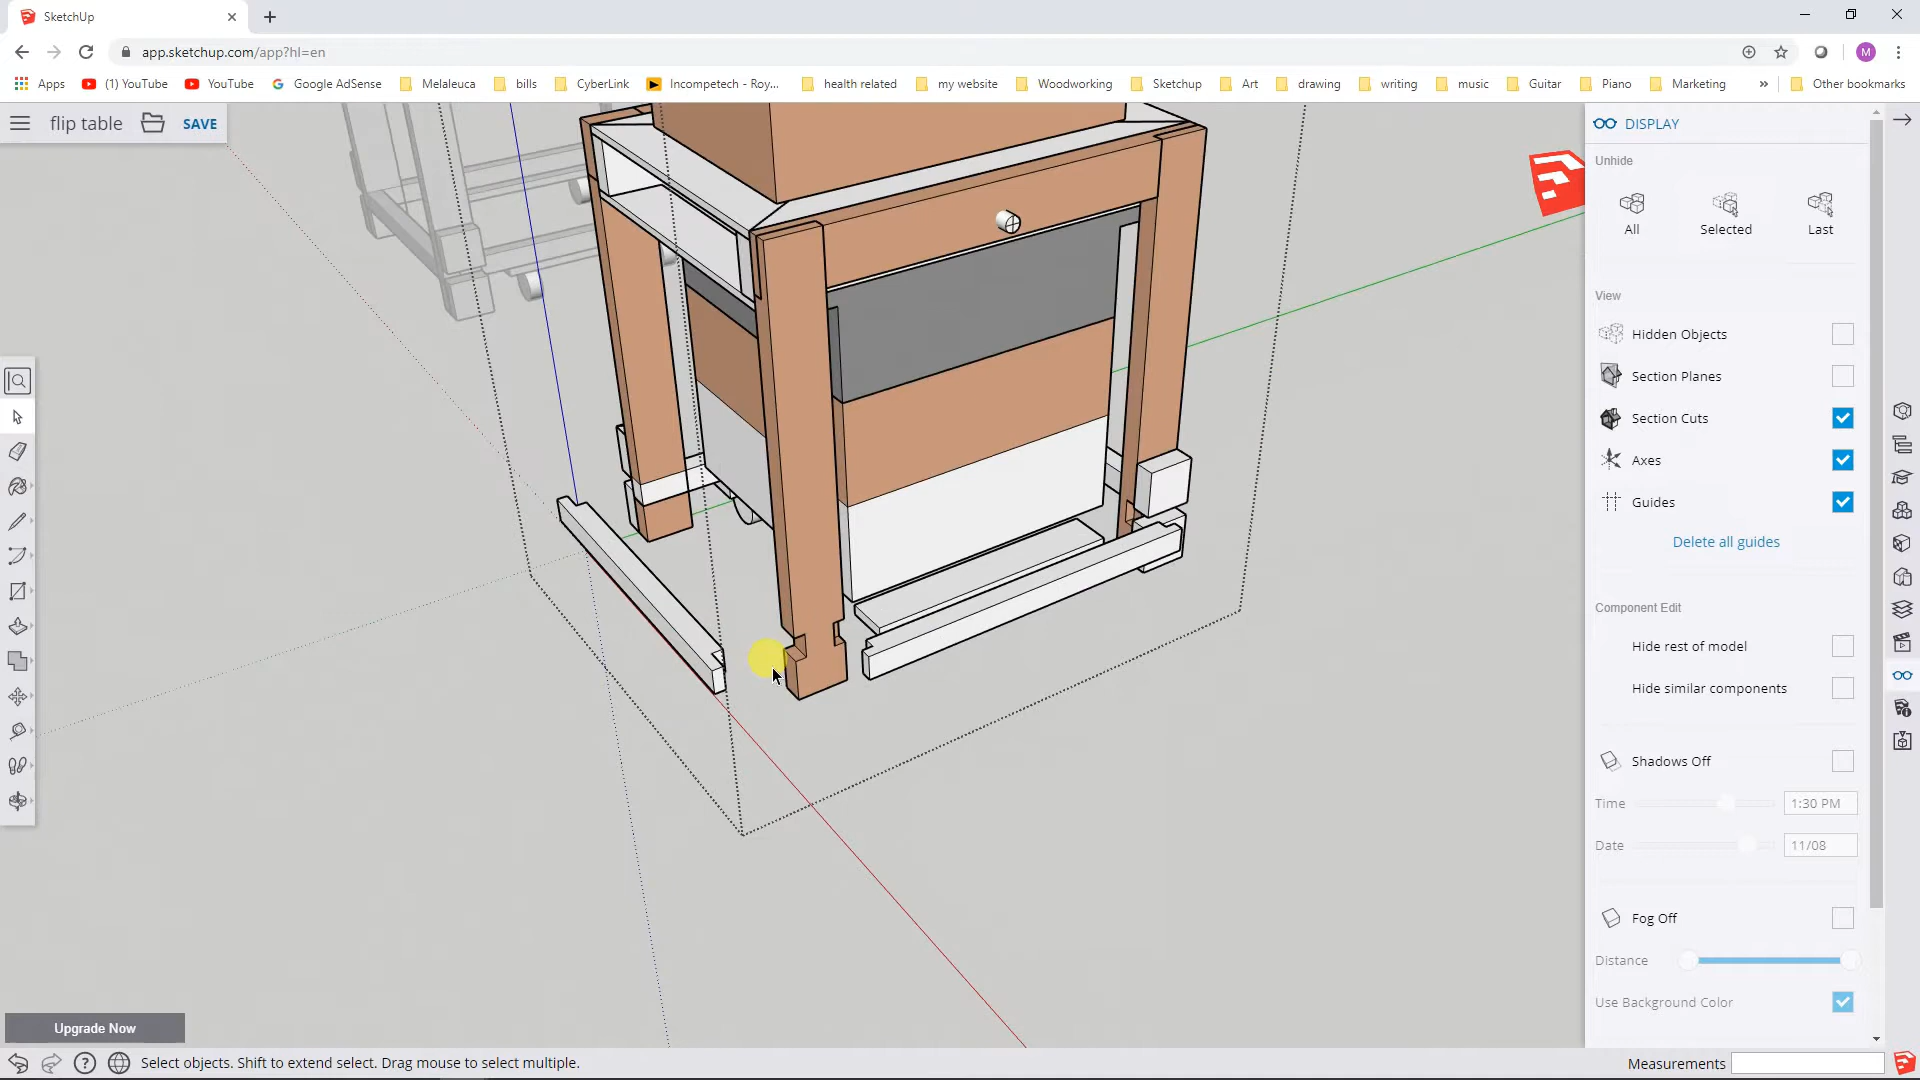 SketchUp
app.sketchup.com/app?hl=en
M
Apps (1) YouTube YouTube Google AdSense Melaleuca bills CyberLink Incompetech - Roy... health related my website Woodworking Sketchup Art drawing writing music Guitar Piano Marketing » Other bookmarks
flip table SAVE
DISPLAY
Unhide
All Selected Last
View
Hidden Objects
Section Planes
Section Cuts
Axes
Guides
Delete all guides
Component Edit
Hide rest of model
Hide similar components
Shadows Off
Time 1:30 PM
Date 11/08
Fog Off
Distance
Use Background Color
Upgrade Now
Select objects. Shift to extend select. Drag mouse to select multiple.
Measurements